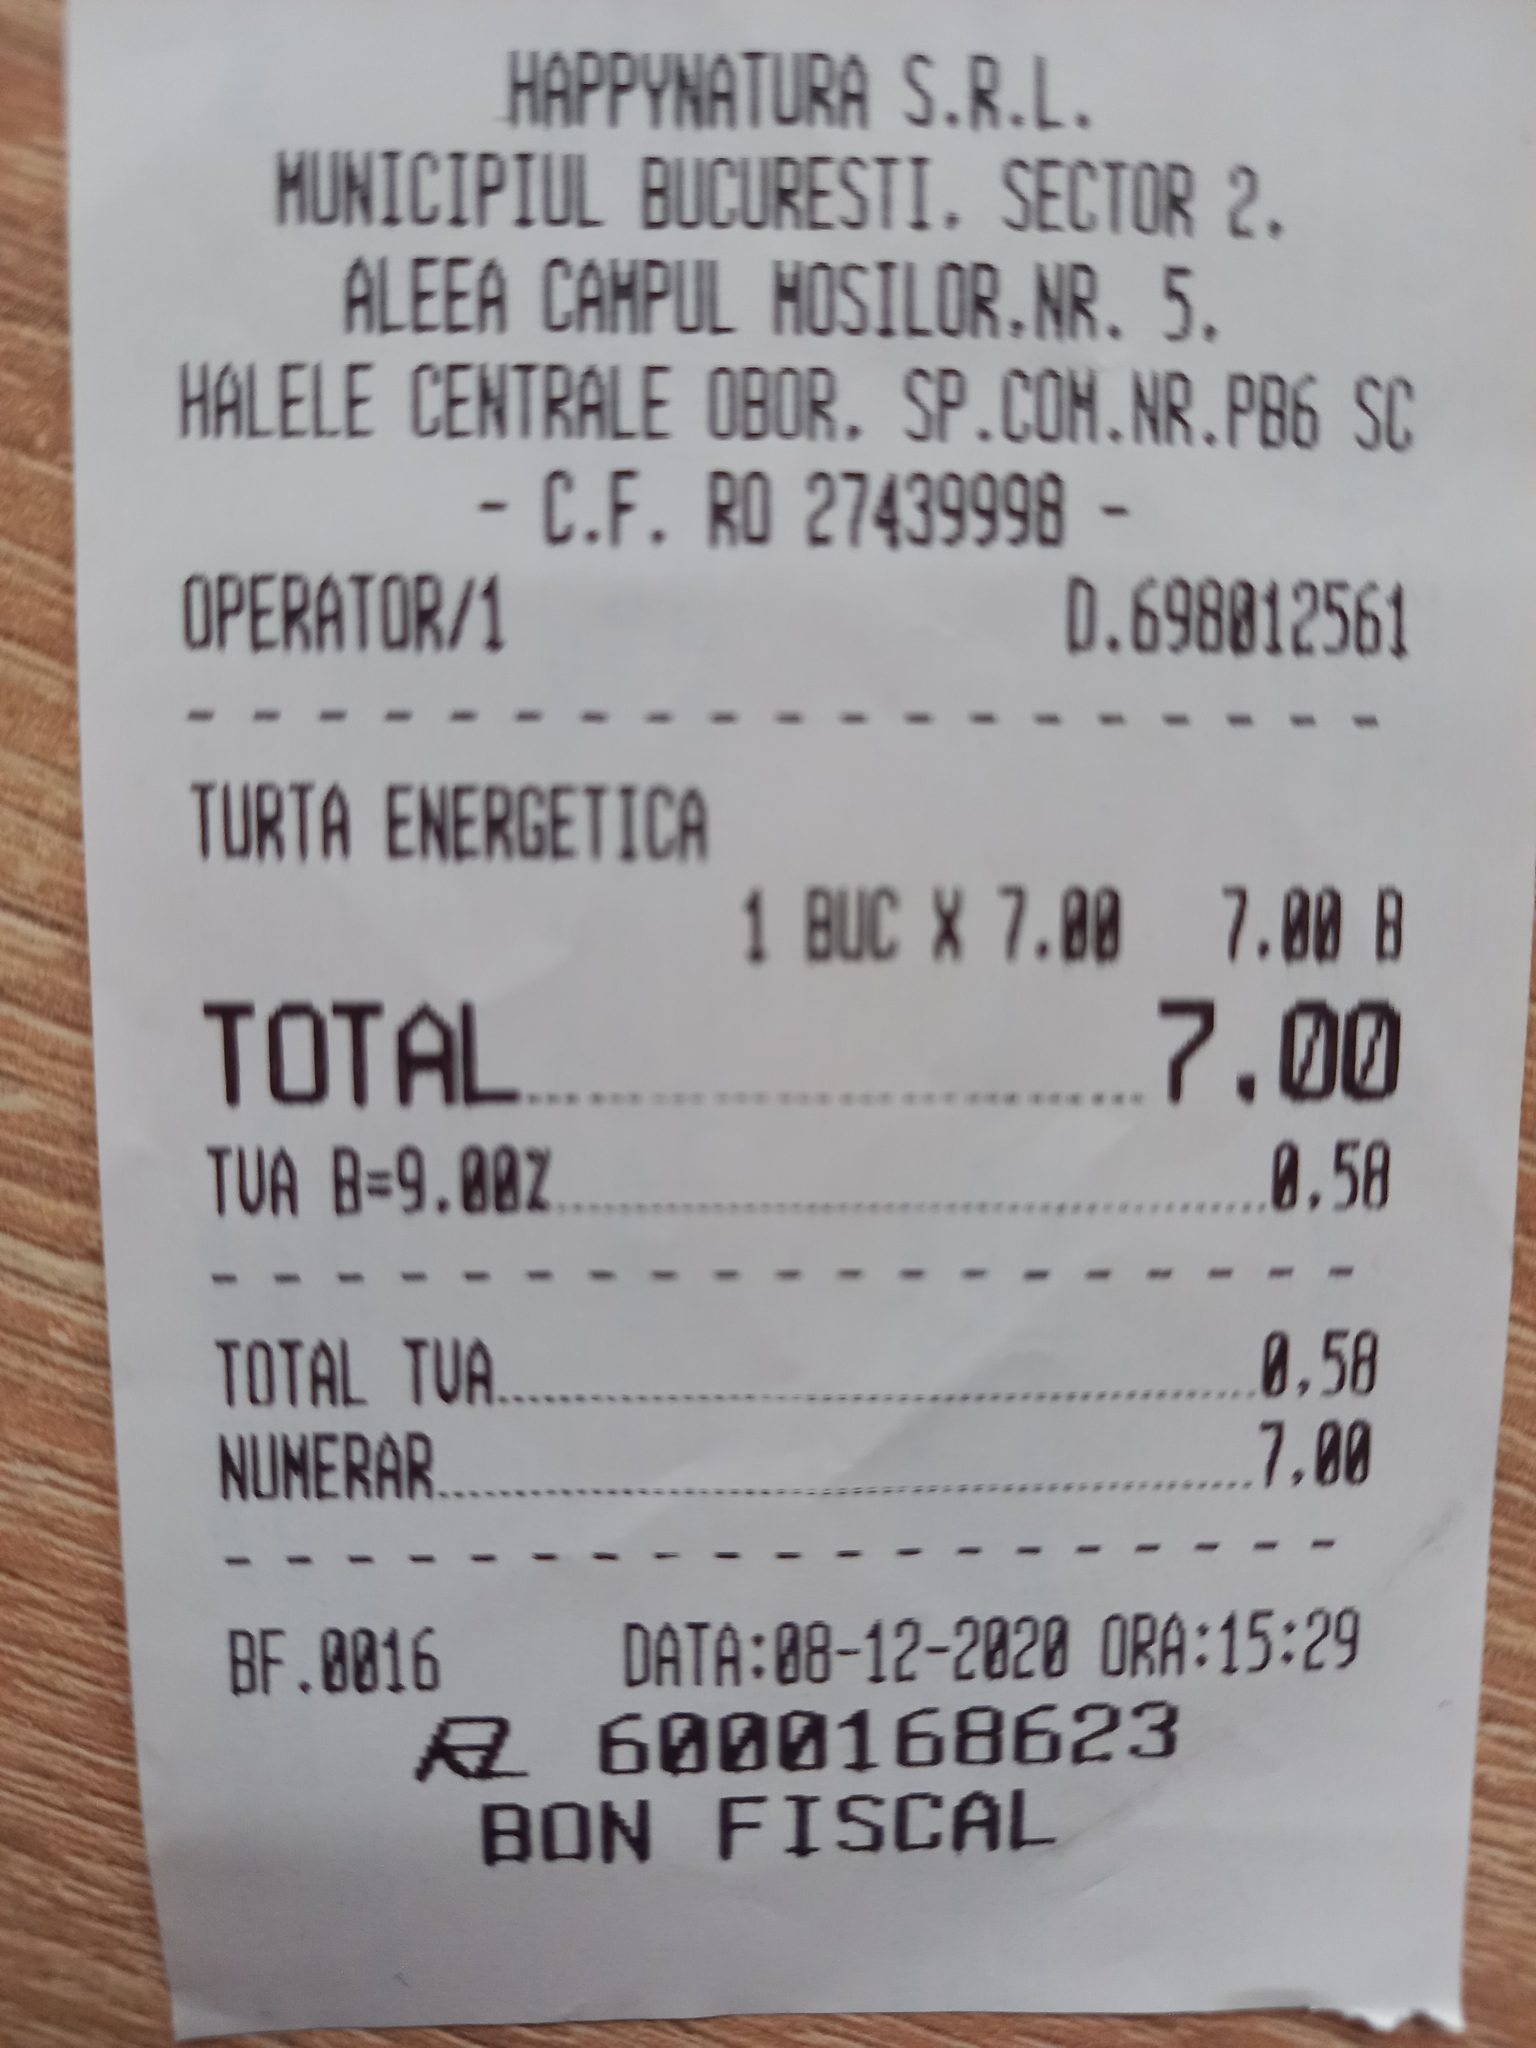 HAPPYNATURA S.R.L.
MUNICIPIUL BUCURESTI. SECTOR 2.
ALEEA CAMPUL MOSILOR.NR. 5.
HALELE CENTRALE OBOR. SP.COM.NR.PB6 SC
- C.F. RO 27439998 -
OPERATOR/1 D.698012561
TURTA ENERGETICA
1 BUC X 7.00 7.00 B
TOTAL 7.00
TVA B=9.00% 0.58
TOTAL TVA 0.58
NUMERAR 7.00
BF.0016 DATA:08-12-2020 ORA:15:29
6000168623
BON FISCAL